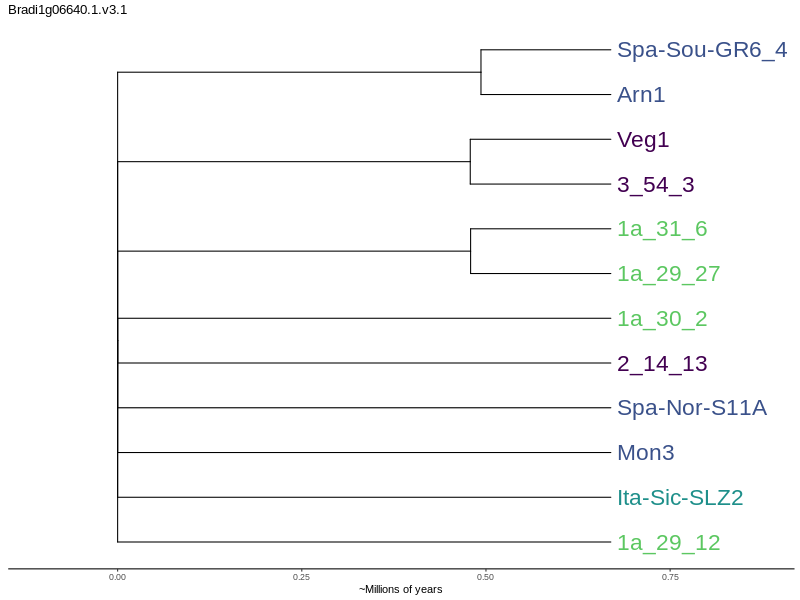 Bradi1g06640.1.v3.1
Spa-Sou-GR6_4
Arn1
Veg1
3_54_3
1a_31_6
1a_29_27
1a_30_2
2_14_13
Spa-Nor-S11A
Mon3
Ita-Sic-SLZ2
1a_29_12
0.00 0.25 0.50 0.75
~Millions of years